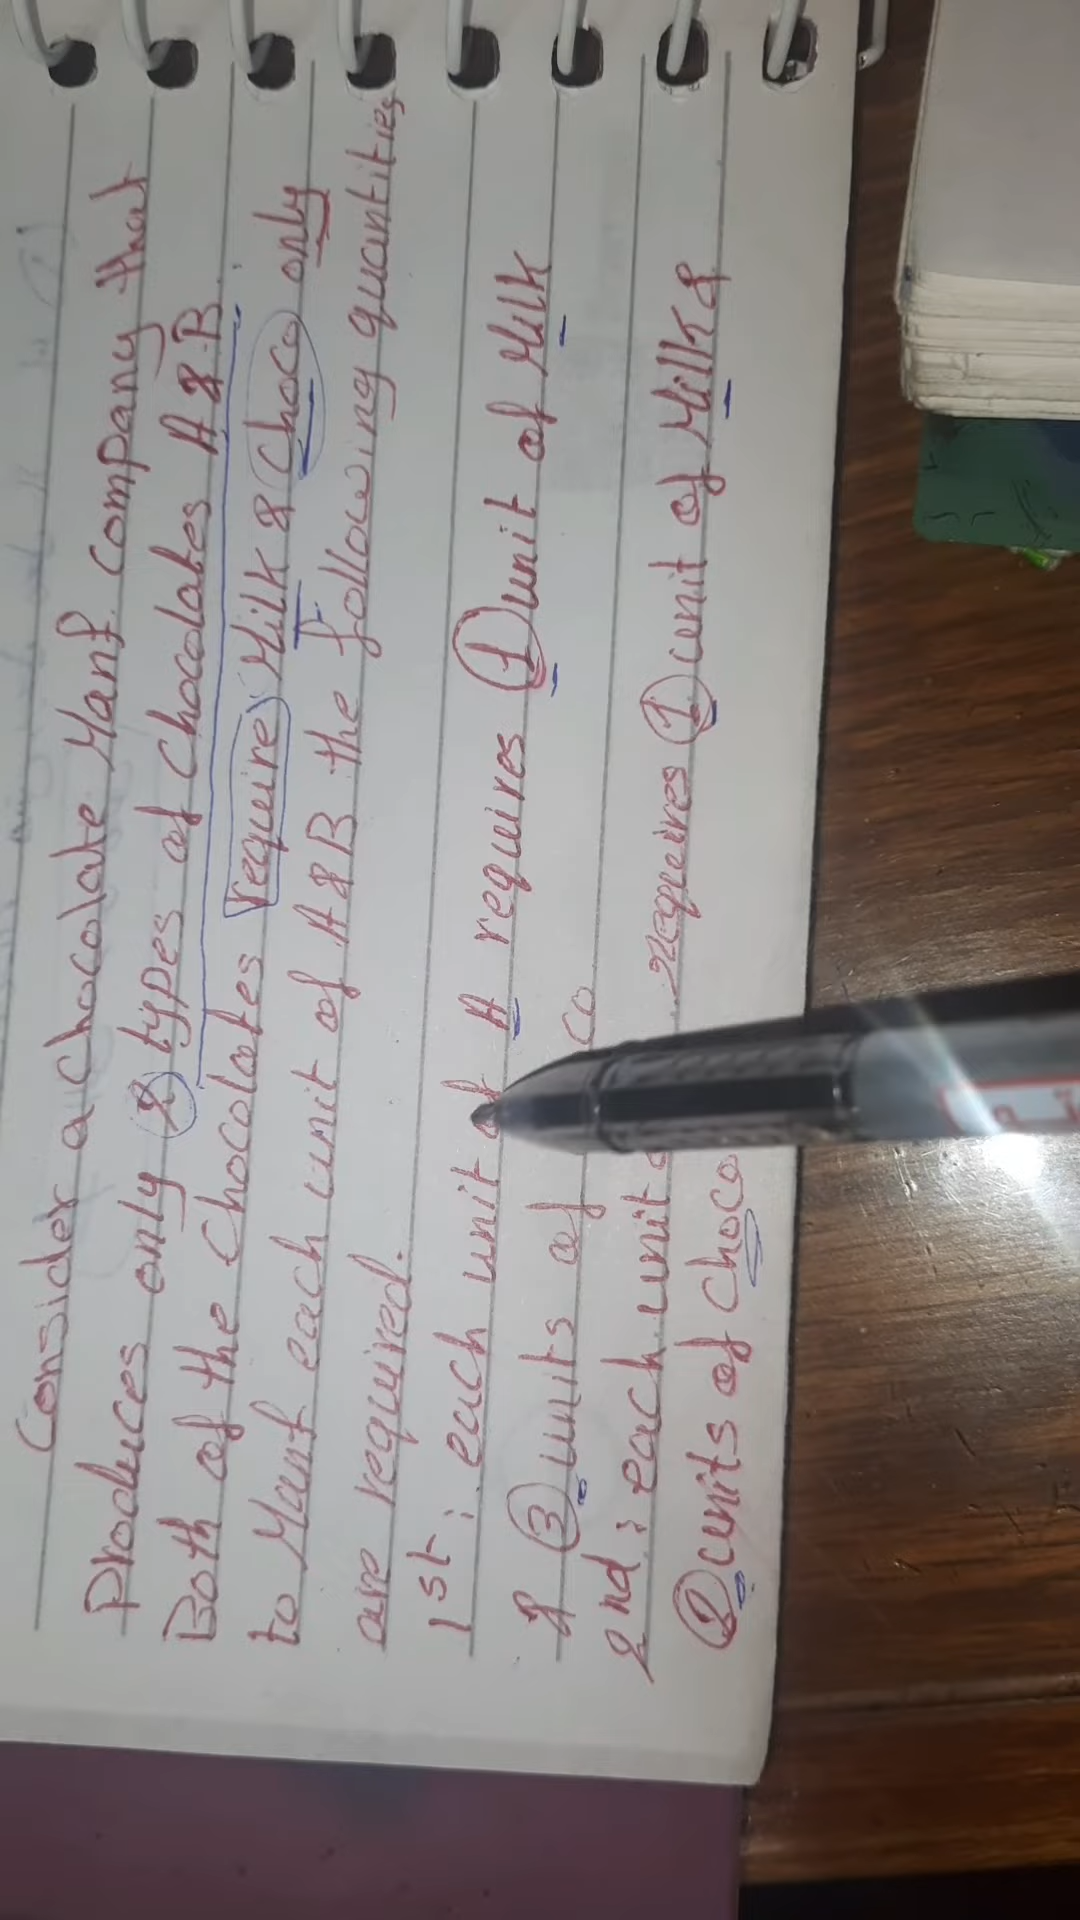 Consider a Chocolate Manf. Company that
Produces only 2 types of Chocolates A & B.
Both of the Chocolates requires Milk & Choco only
to Manf each unit of A & B the following quantities
are required.
1st: each unit of A requires 1 unit of Milk
& 3 units of co
2nd: each unit requires 1 unit of Milk &
2 units of choco